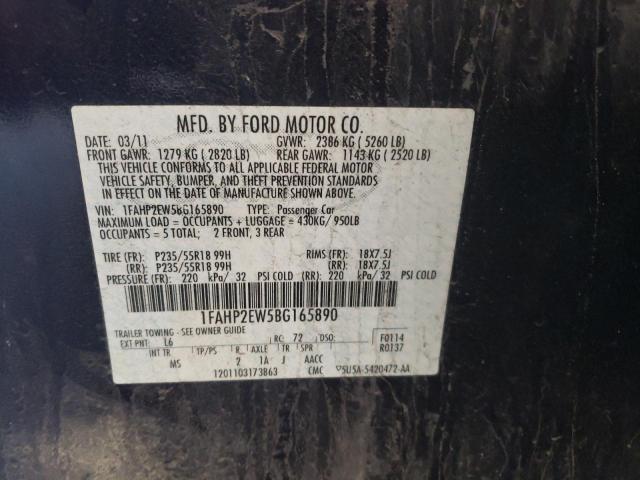 MFD. BY FORD MOTOR CO.
DATE: 03/11 GVWR: 2386 KG ( 5260 LB)
FRONT GAWR: 1279 KG ( 2820 LB) REAR GAWR: 1143 KG ( 2520 LB)
THIS VEHICLE CONFORMS TO ALL APPLICABLE FEDERAL MOTOR
VEHICLE SAFETY, BUMPER, AND THEFT PREVENTION STANDARDS
IN EFFECT ON THE DATE OF MANUFACTURE SHOWN ABOVE.
VIN: 1FAHP2EW5BG165890 TYPE: Passenger Car
MAXIMUM LOAD = OCCUPANTS + LUGGAGE = 430KG/ 950LB
OCCUPANTS = 5 TOTAL; 2 FRONT, 3 REAR
TIRE (FR): P235/55R18 99H RIMS (FR): 18X7.5J
(RR): P235/55R18 99H (RR): 18X7.5J
PRESSURE (FR): 220 kPa/ 32 PSI COLD (RR): 220 kPa/ 32 PSI COLD
1FAHP2EW5BG165890
TRAILER TOWING - SEE OWNER GUIDE
EXT PNT: L6 RC: 72 DSO: F0114
INT TR TP/PS R AXLE TR SPR R0137
MS 2 1A J AACC
1201103173863 CMC 5U5A-5420472-AA